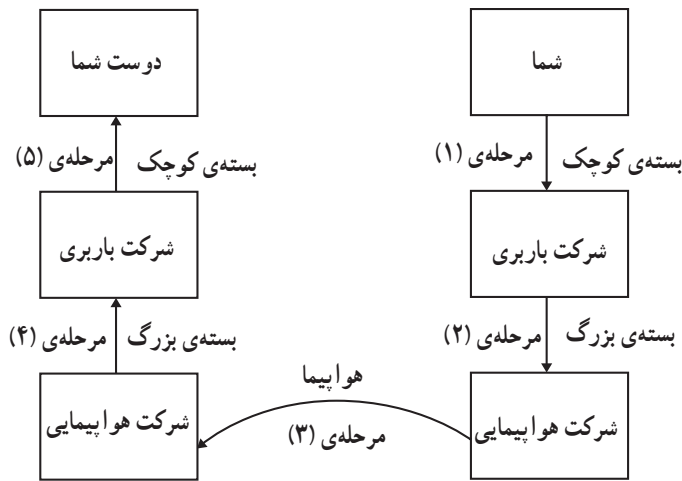 شما
مرحله‌ی (۱) بسته‌ی کوچک
شرکت باربری
مرحله‌ی (۲) بسته‌ی بزرگ
شرکت هواپیمایی
هواپیما
مرحله‌ی (۳)
شرکت هواپیمایی
مرحله‌ی (۴) بسته‌ی بزرگ
شرکت باربری
مرحله‌ی (۵) بسته‌ی کوچک
دوست شما